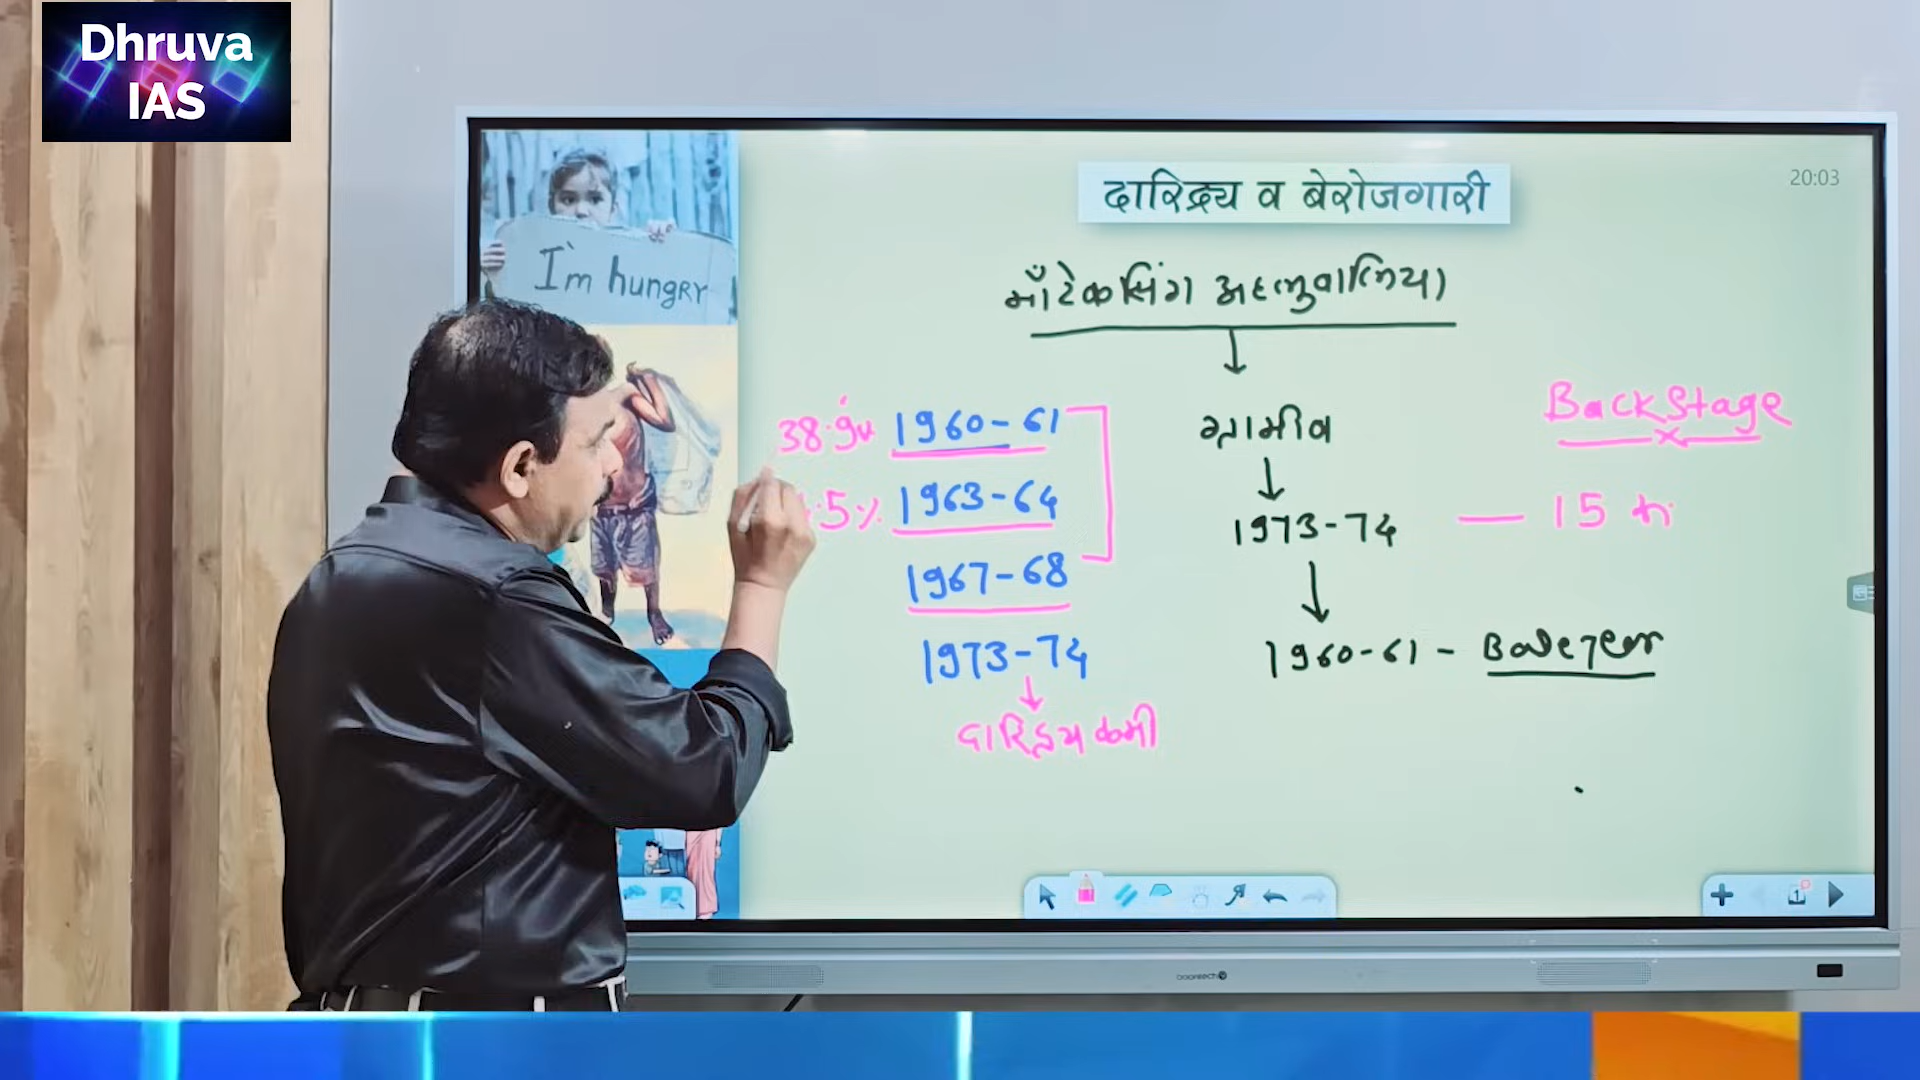 Dhruva
IAS
I'm hungry
20:03
दारिद्र्य व बेरोजगारी
माँटेकसिंग अहलुवालिया
38.9% 1960-61
.5% 1963-64
1967-68
1973-74
दारिद्र्य कमी
ग्रामीण
1973-74 — 15
1960-61 -
BackStage